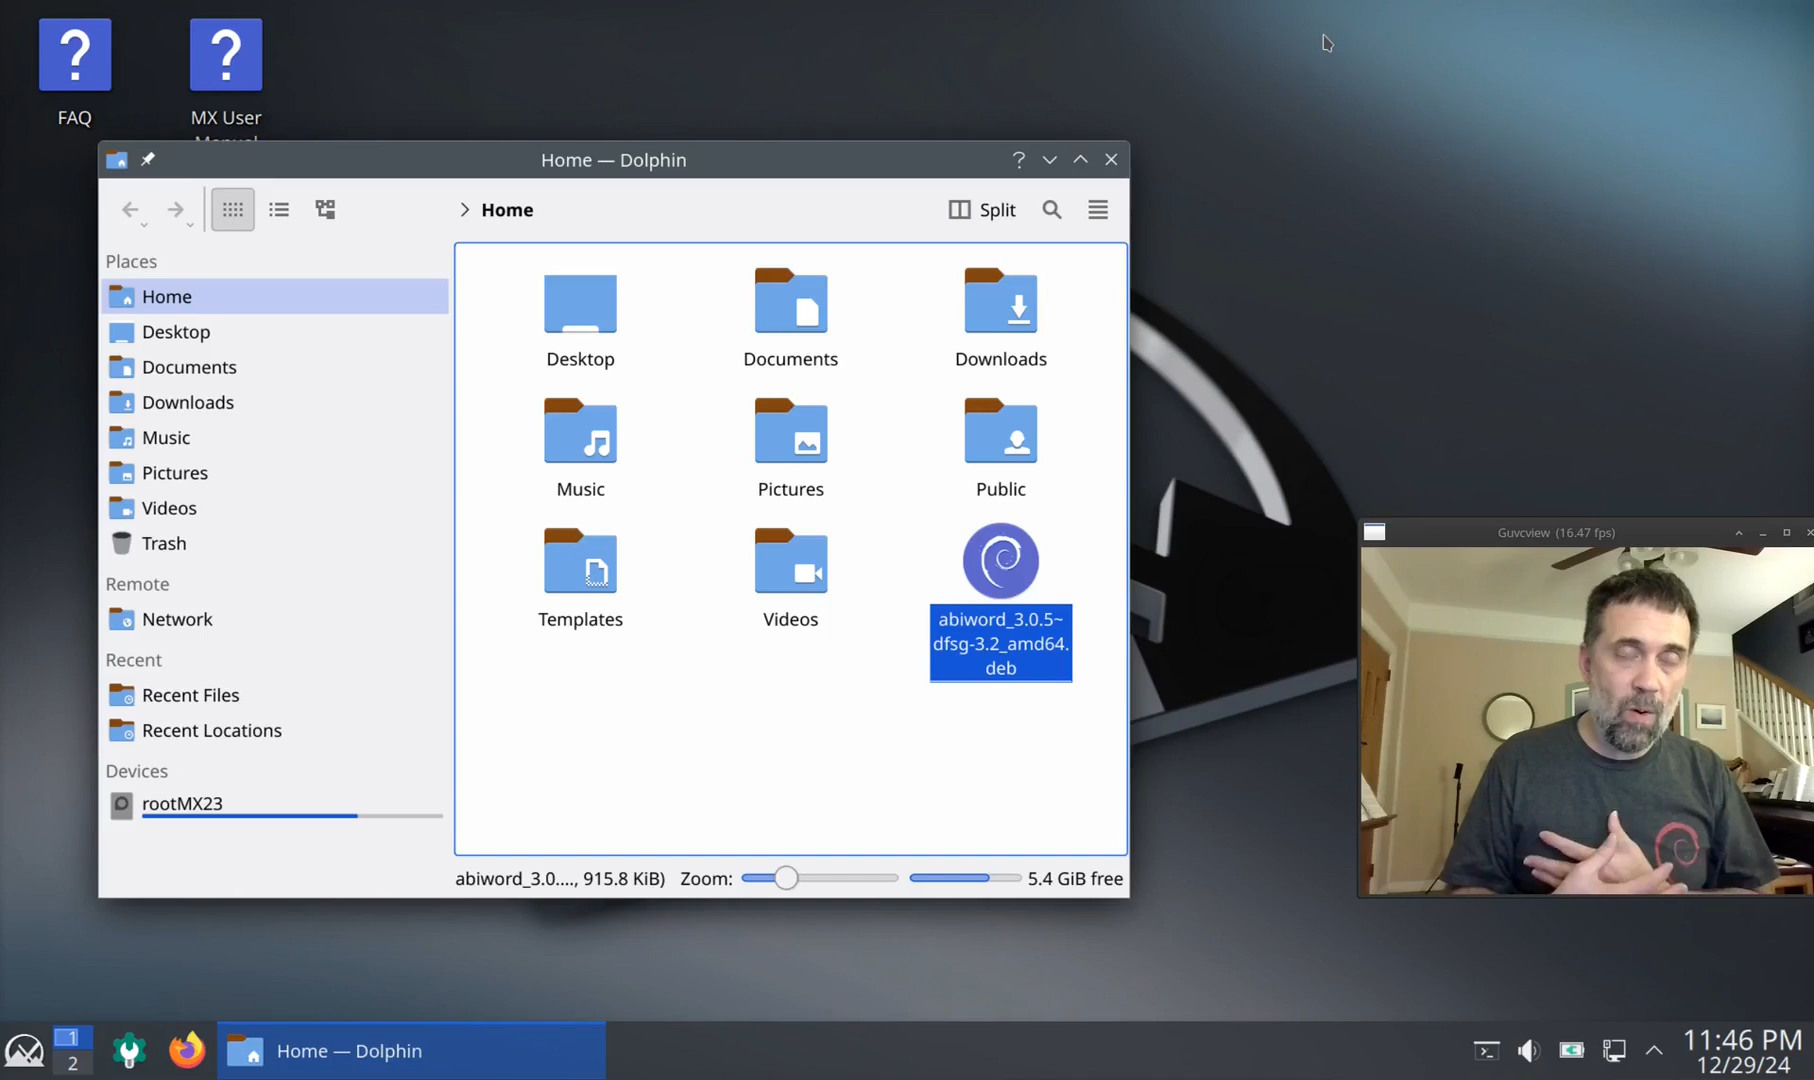 FAQ
MX User
Manual
Home — Dolphin
Home
Split
Places
Home
Desktop
Documents
Downloads
Music
Pictures
Videos
Trash
Remote
Network
Recent
Recent Files
Recent Locations
Devices
rootMX23
Desktop
Documents
Downloads
Music
Pictures
Public
Templates
Videos
abiword_3.0.5~
dfsg-3.2_amd64.
deb
abiword_3.0...., 915.8 KiB)
Zoom:
5.4 GiB free
Guvcview (16.47 fps)
1
2
Home — Dolphin
11:46 PM
12/29/24